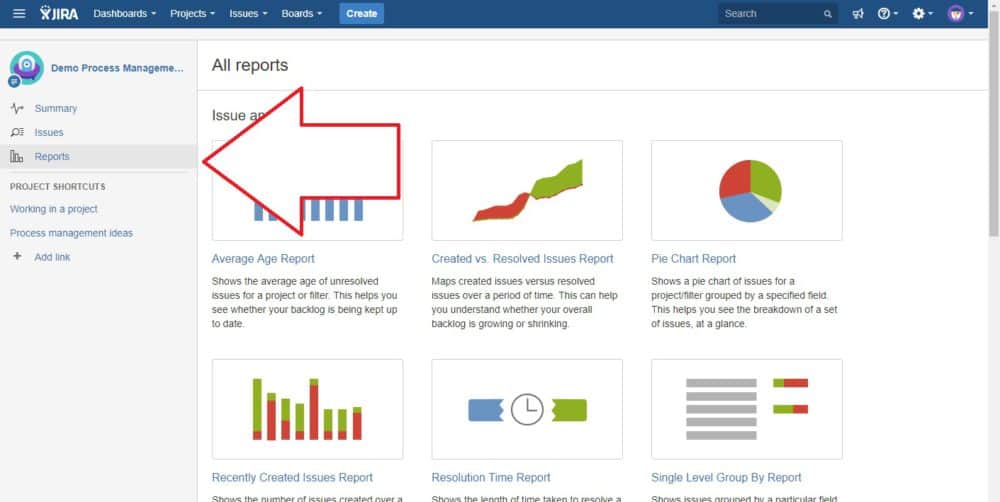 JIRA Dashboards Projects Issues Boards Create Search
Demo Process Manageme...
Summary
Issues
Reports
PROJECT SHORTCUTS
Working in a project
Process management ideas
Add link
All reports
Issue an
Average Age Report
Shows the average age of unresolved
issues for a project or filter. This helps you
see whether your backlog is being kept up
to date.
Created vs. Resolved Issues Report
Maps created issues versus resolved
issues over a period of time. This can help
you understand whether your overall
backlog is growing or shrinking.
Pie Chart Report
Shows a pie chart of issues for a
project/filter grouped by a specified field.
This helps you see the breakdown of a set
of issues, at a glance.
Recently Created Issues Report
Shows the number of issues created over a
Resolution Time Report
Shows the length of time taken to resolve a
Single Level Group By Report
Shows issues grouped by a particular field